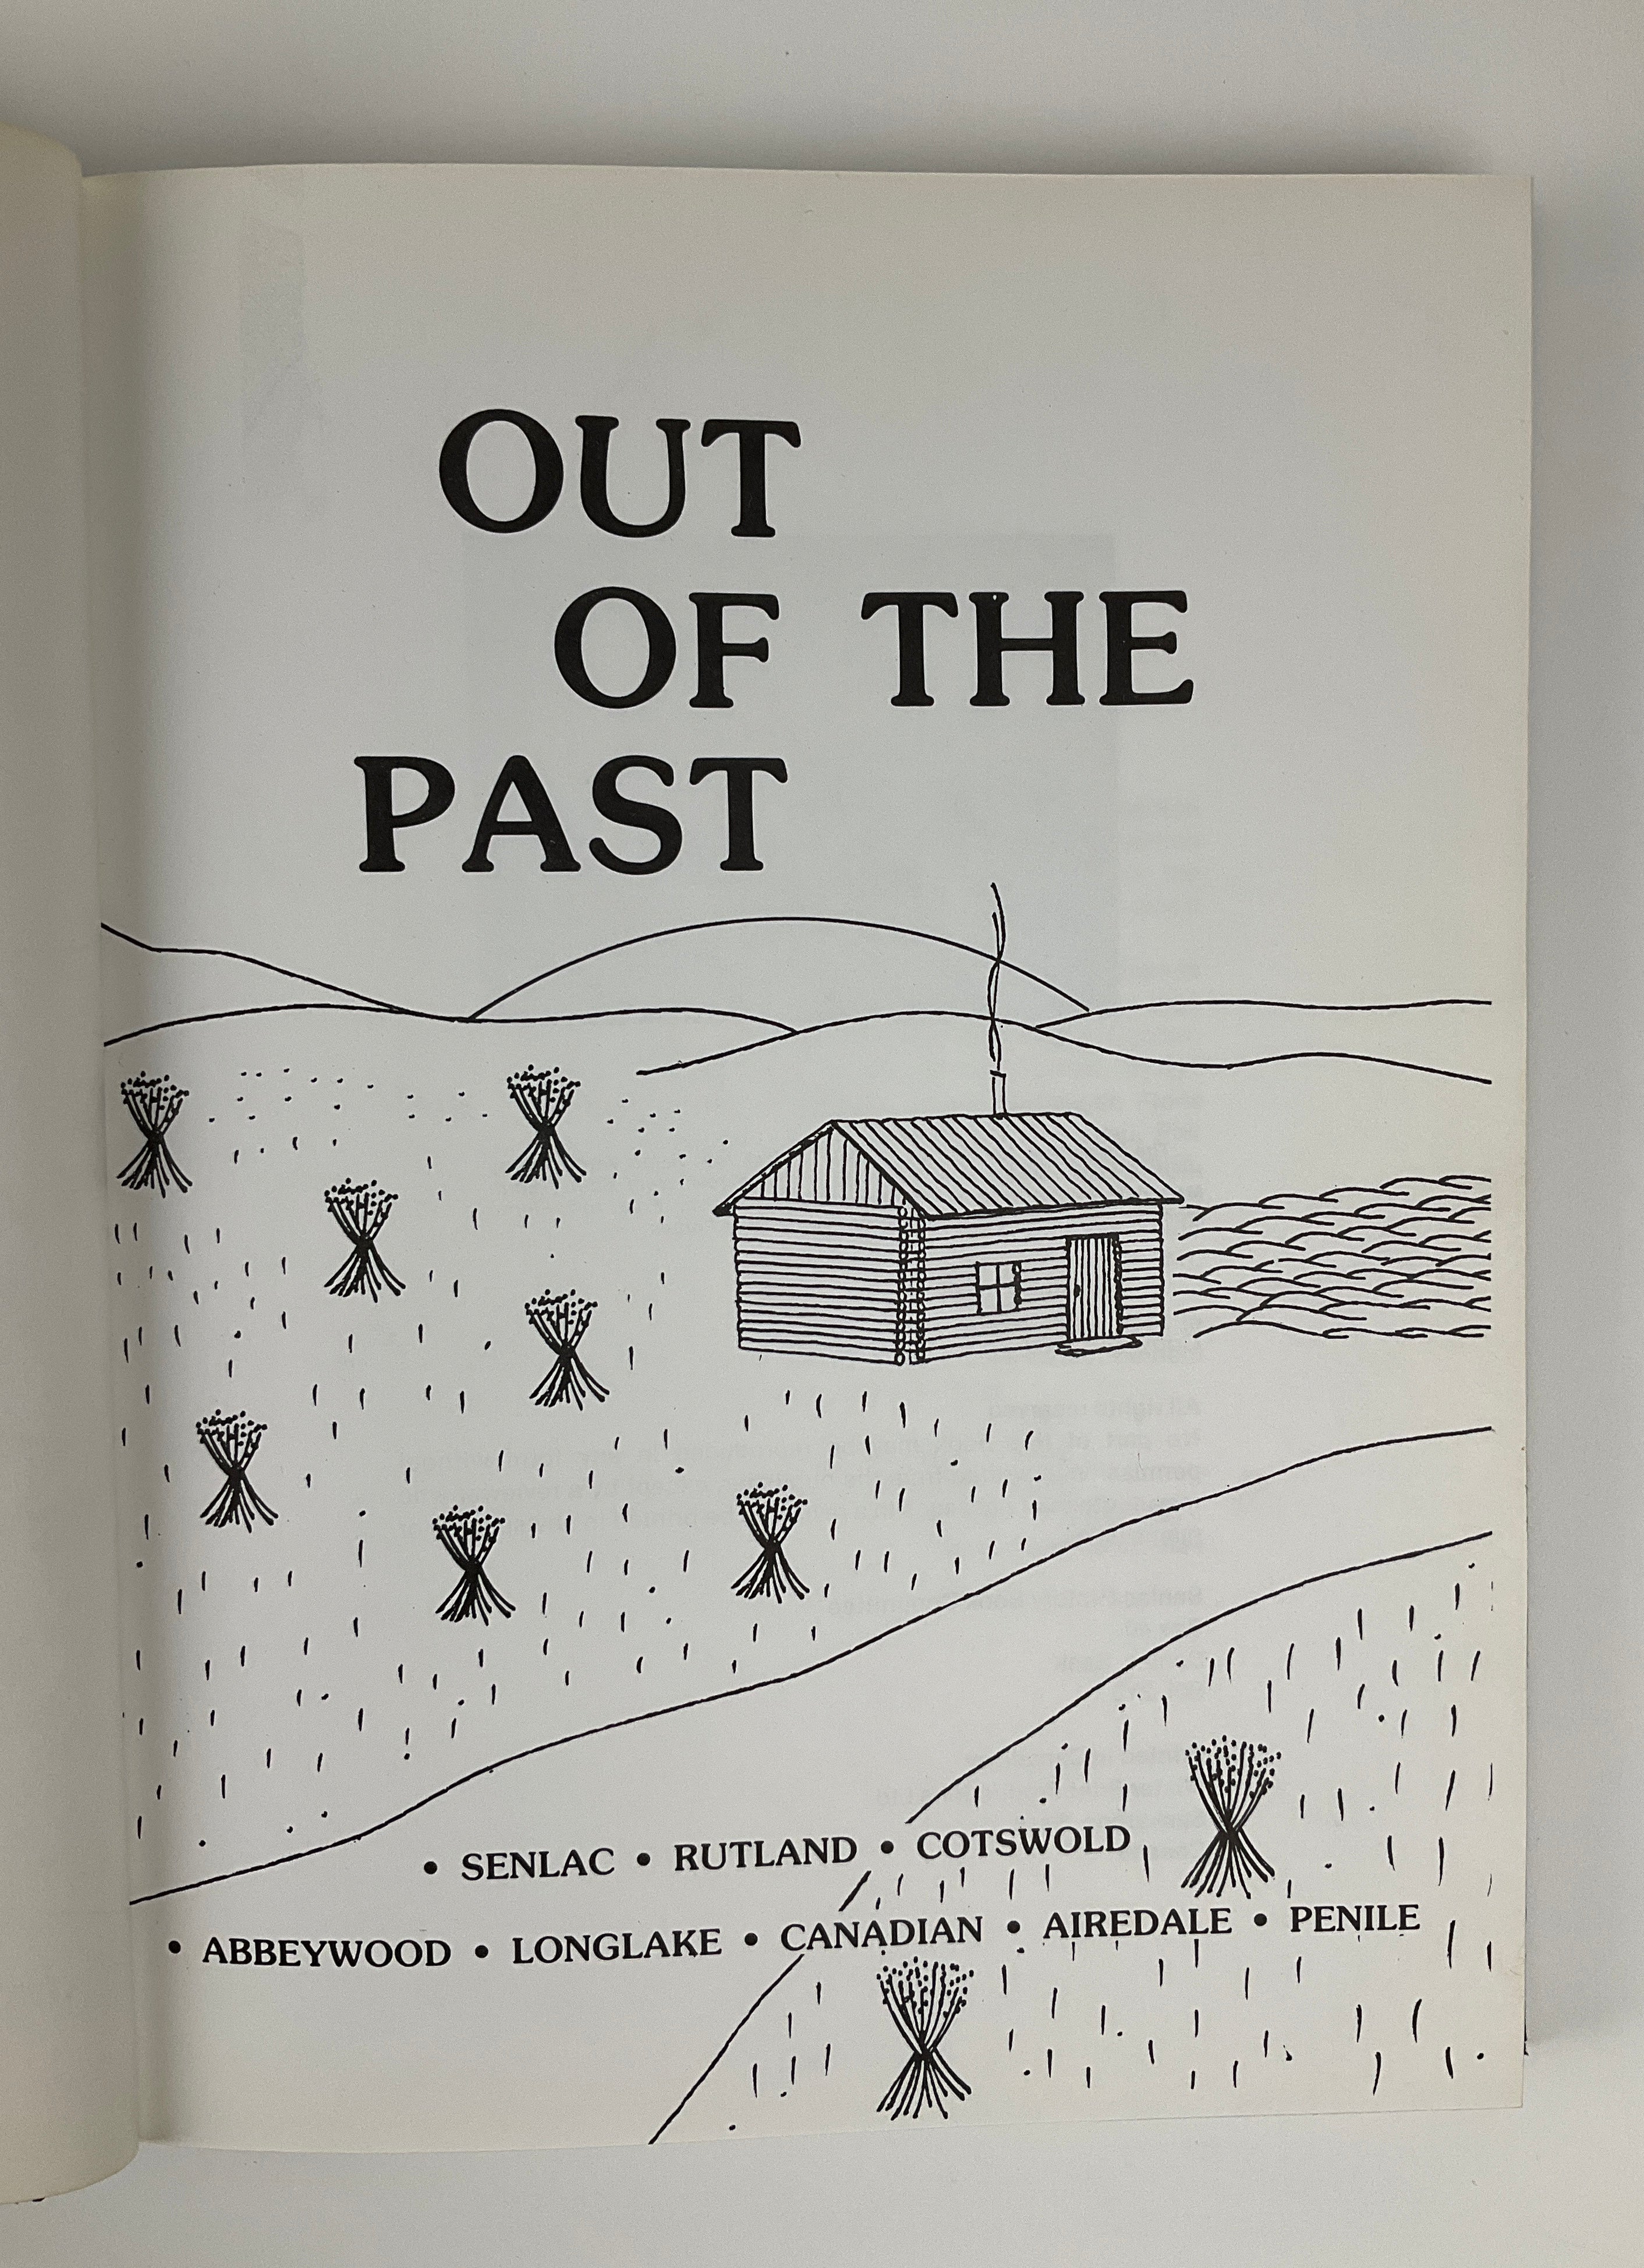 OUT
OF THE
PAST
• SENLAC • RUTLAND • COTSWOLD
• ABBEYWOOD • LONGLAKE • CANADIAN • AIREDALE • PENILE